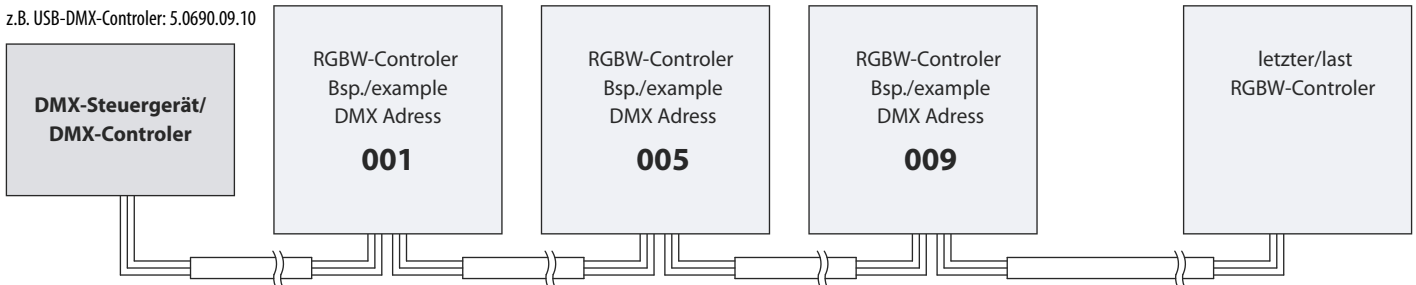 z.B. USB-DMX-Controler: 5.0690.09.10
DMX-Steuergerät/
DMX-Controler
RGBW-Controler
Bsp./example
DMX Adress
001
RGBW-Controler
Bsp./example
DMX Adress
005
RGBW-Controler
Bsp./example
DMX Adress
009
letzter/last
RGBW-Controler